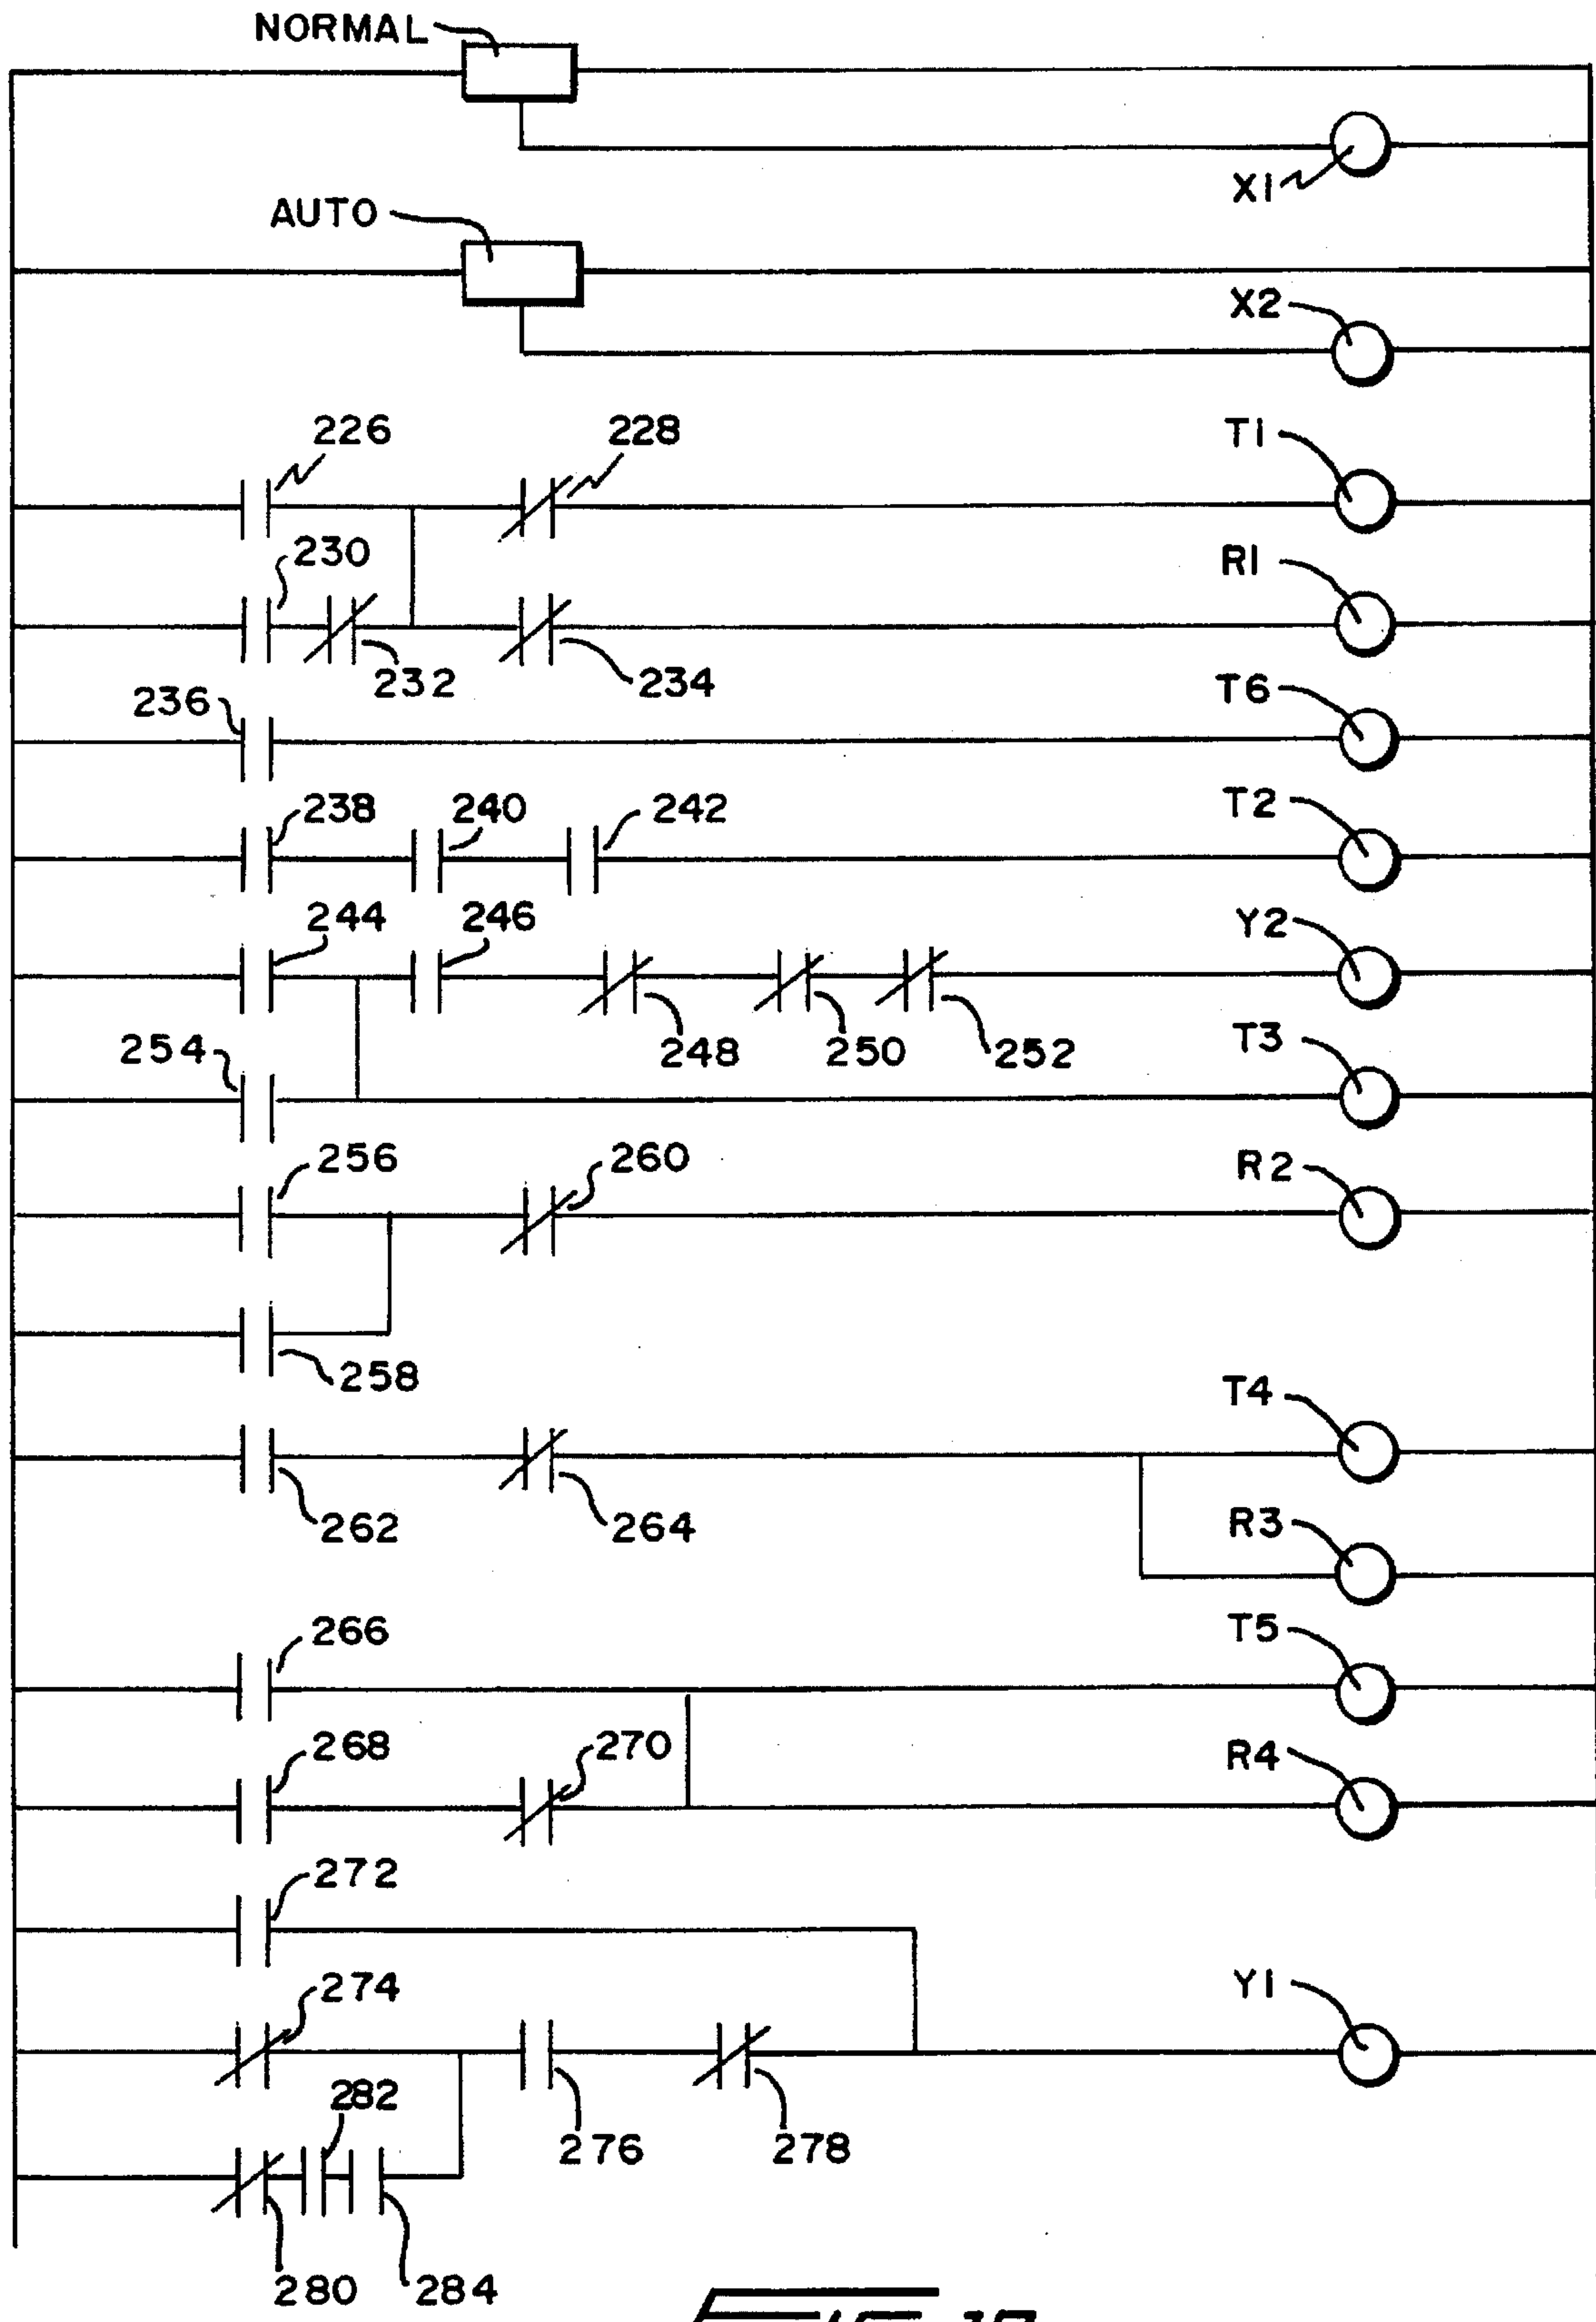 NORMAL
X1
AUTO
X2
226 228 T1
230 R1
232 234
236 T6
238 240 242 T2
244 246 Y2
248 250 252
254 T3
256 260 R2
258
T4
262 264
R3
266 T5
268 270 R4
272
274 Y1
282
276 278
280 284